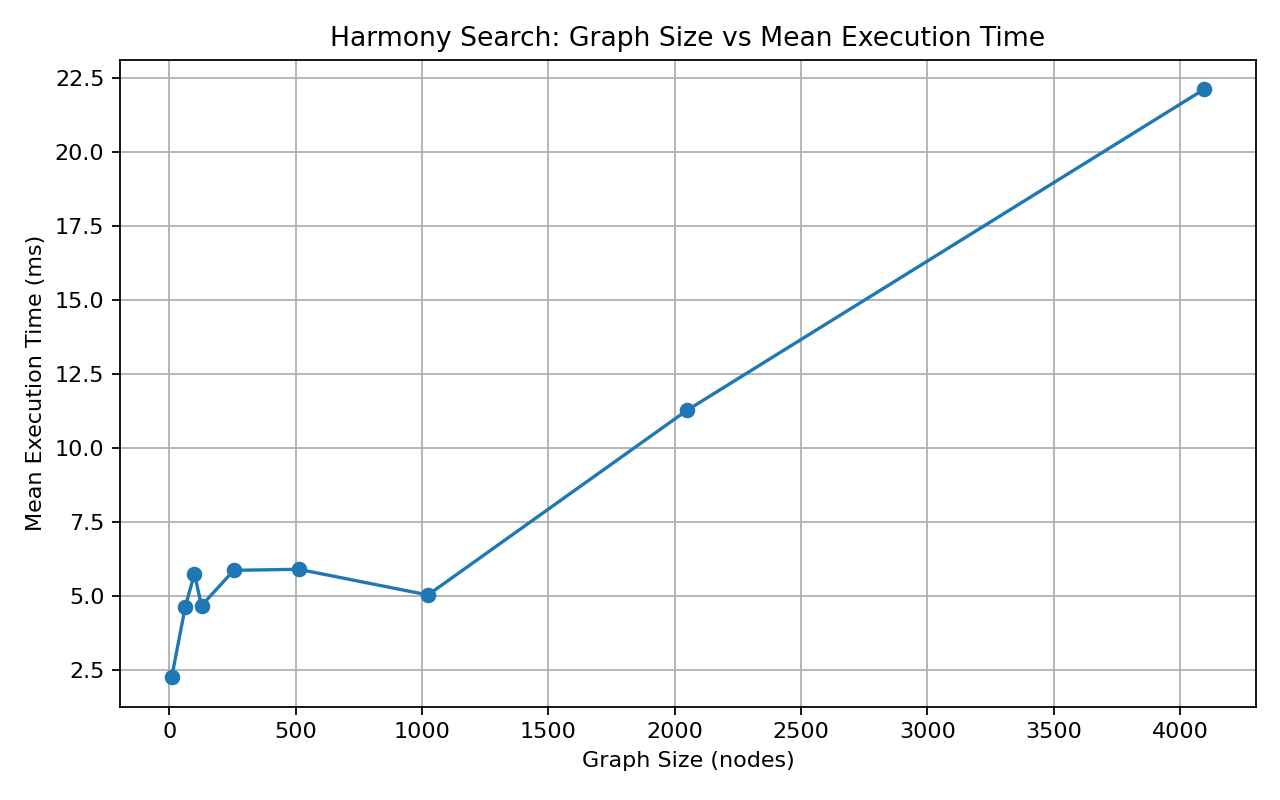 Harmony Search: Graph Size vs Mean Execution Time
22.5
20.0
17.5
15.0
12.5
10.0
7.5
5.0
2.5
Mean Execution Time (ms)
0 500 1000 1500 2000 2500 3000 3500 4000
Graph Size (nodes)